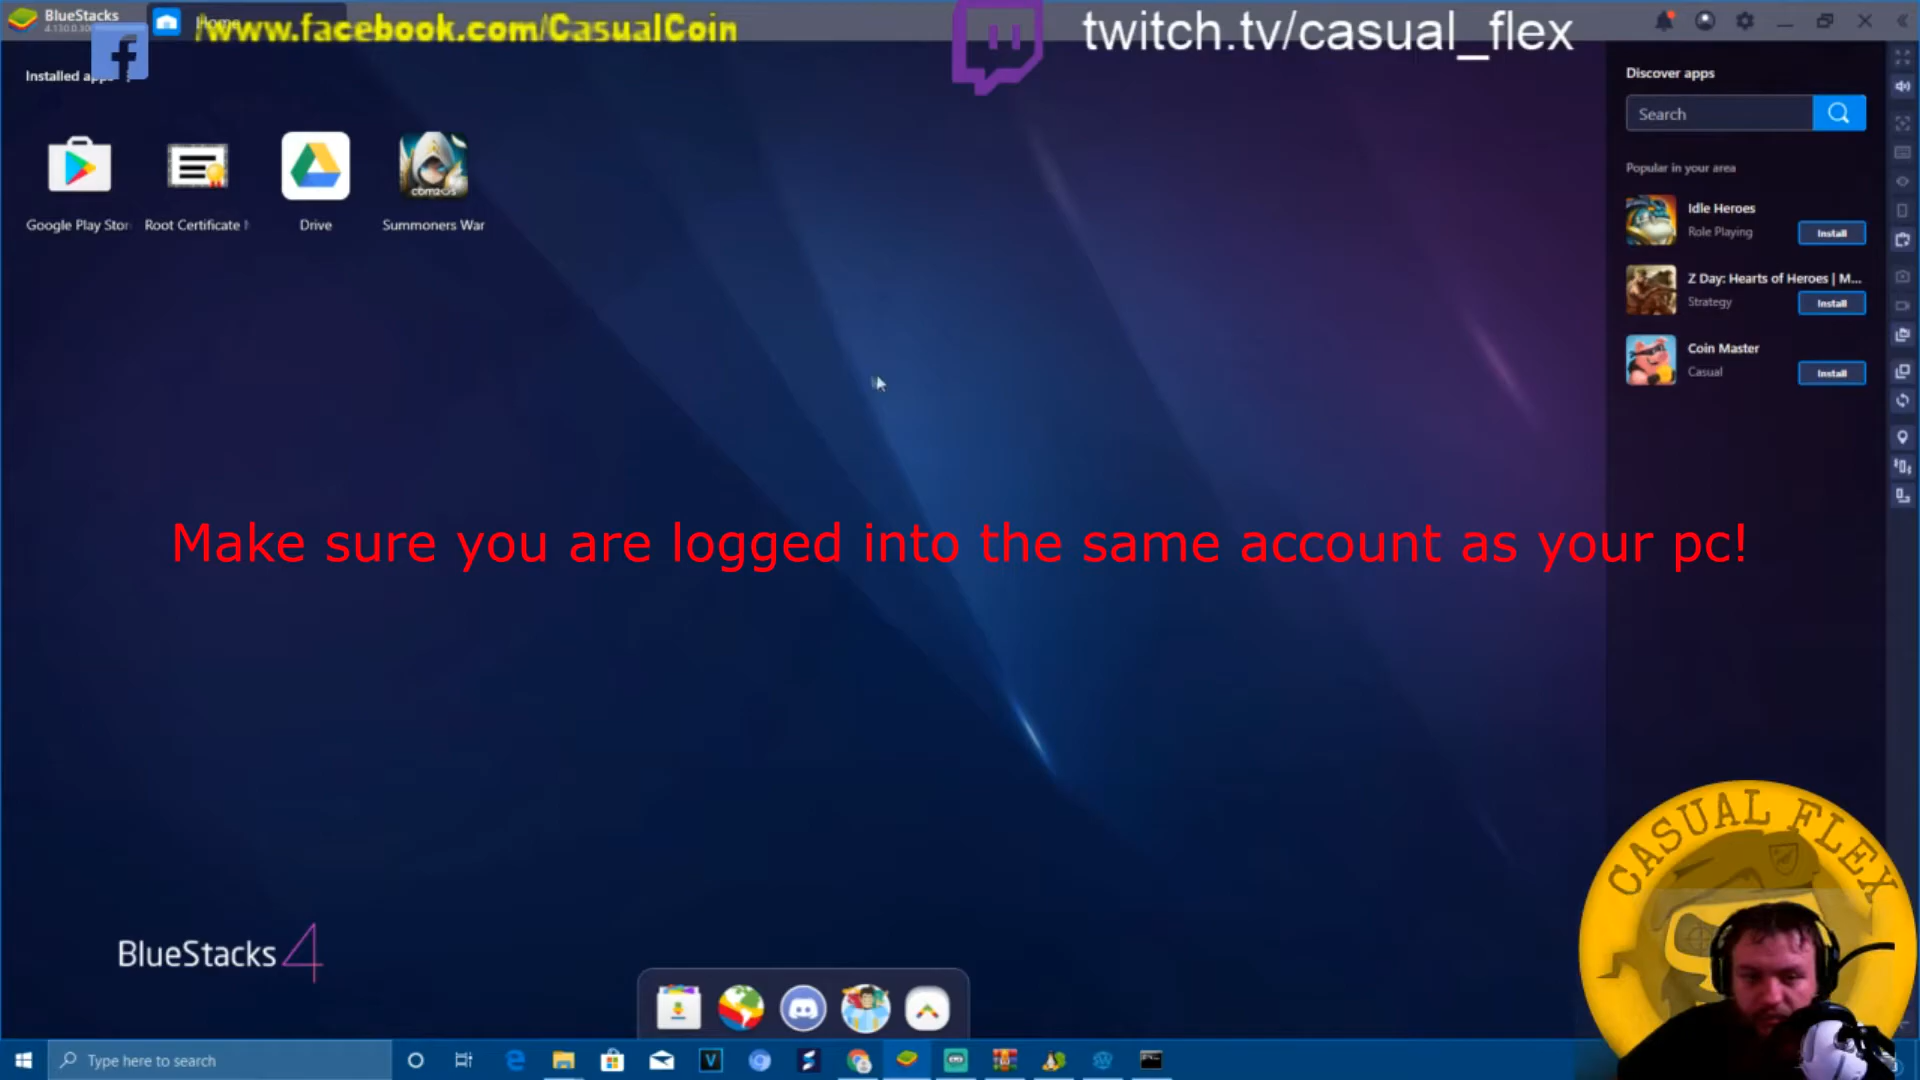 BlueStacks
Home
/www.facebook.com/CasualCoin
twitch.tv/casual_flex
Installed apps
Discover apps
Search
Popular in your area
Idle Heroes
Role Playing
Install
Z Day: Hearts of Heroes | M...
Strategy
Install
Coin Master
Casual
Install
Google Play Stor
Root Certificate
Drive
com2us
Summoners War
Make sure you are logged into the same account as your pc!
CASUAL FLEX
BlueStacks 4
Type here to search